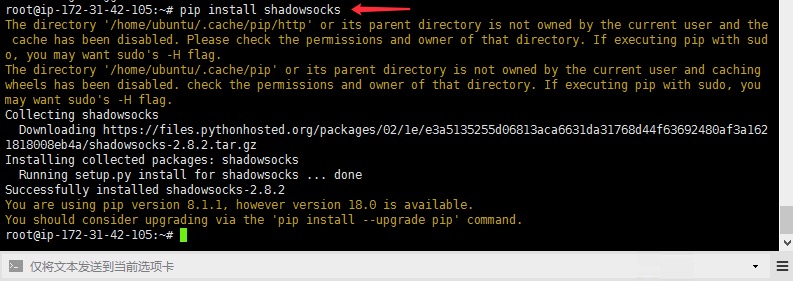 root@ip-172-31-42-105:~# pip install shadowsocks
The directory '/home/ubuntu/.cache/pip/http' or its parent directory is not owned by the current user and the
 cache has been disabled. Please check the permissions and owner of that directory. If executing pip with sud
o, you may want sudo's -H flag.
The directory '/home/ubuntu/.cache/pip' or its parent directory is not owned by the current user and caching
wheels has been disabled. check the permissions and owner of that directory. If executing pip with sudo, you
may want sudo's -H flag.
Collecting shadowsocks
  Downloading https://files.pythonhosted.org/packages/02/1e/e3a5135255d06813aca6631da31768d44f63692480af3a162
1818008eb4a/shadowsocks-2.8.2.tar.gz
Installing collected packages: shadowsocks
  Running setup.py install for shadowsocks ... done
Successfully installed shadowsocks-2.8.2
You are using pip version 8.1.1, however version 18.0 is available.
You should consider upgrading via the 'pip install --upgrade pip' command.
root@ip-172-31-42-105:~#
仅将文本发送到当前选项卡